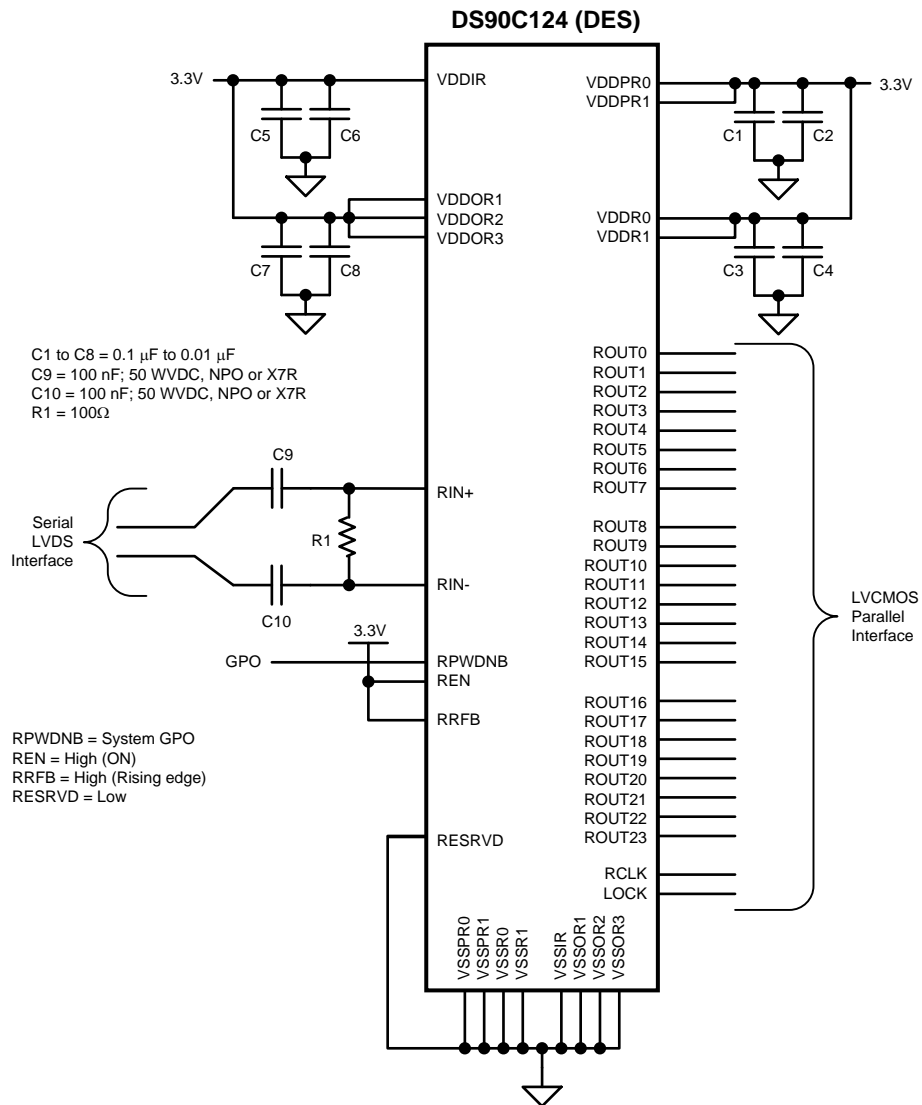 DS90C124 (DES)
3.3V
VDDIR
C5
C6
VDDOR1
VDDOR2
VDDOR3
C7
C8
VDDPR0
VDDPR1
3.3V
C1
C2
VDDR0
VDDR1
C3
C4
C1 to C8 = 0.1 μF to 0.01 μF
C9 = 100 nF; 50 WVDC, NPO or X7R
C10 = 100 nF; 50 WVDC, NPO or X7R
R1 = 100Ω
C9
RIN+
Serial
LVDS
Interface
R1
RIN-
C10
3.3V
GPO
RPWDNB
REN
RRFB
RPWDNB = System GPO
REN = High (ON)
RRFB = High (Rising edge)
RESRVD = Low
RESRVD
ROUT0
ROUT1
ROUT2
ROUT3
ROUT4
ROUT5
ROUT6
ROUT7
ROUT8
ROUT9
ROUT10
ROUT11
ROUT12
ROUT13
ROUT14
ROUT15
ROUT16
ROUT17
ROUT18
ROUT19
ROUT20
ROUT21
ROUT22
ROUT23
RCLK
LOCK
LVCMOS
Parallel
Interface
VSSPR0
VSSPR1
VSSR0
VSSR1
VSSIR
VSSOR1
VSSOR2
VSSOR3